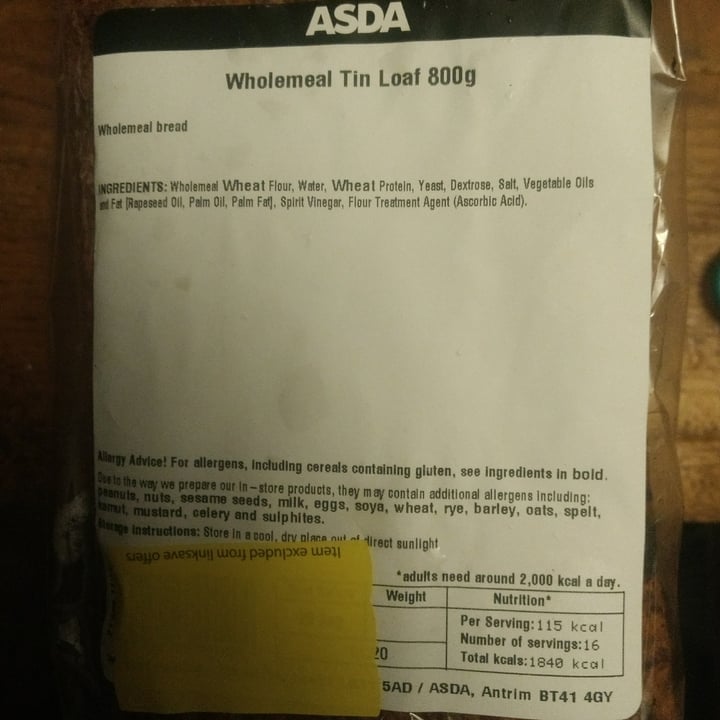 ASDA
Wholemeal Tin Loaf 800g
Wholemeal bread
INGREDIENTS: Wholemeal Wheat Flour, Water, Wheat Protein, Yeast, Dextrose, Salt, Vegetable Oils
and Fat [Rapeseed Oil, Palm Oil, Palm Fat], Spirit Vinegar, Flour Treatment Agent (Ascorbic Acid).
Allergy Advice! For allergens, including cereals containing gluten, see ingredients in bold.
Due to the way we prepare our in-store products, they may contain additional allergens including:
peanuts, nuts, sesame seeds, milk, eggs, soya, wheat, rye, barley, oats, spelt,
kamut, mustard, celery and sulphites.
Storage Instructions: Store in a cool, dry place out of direct sunlight
Item excluded from linksave offers
*adults need around 2,000 kcal a day.
Weight
Nutrition*
Per Serving:115 kcal
Number of servings:16
Total kcals:1840 kcal
20
5AD / ASDA, Antrim BT41 4GY